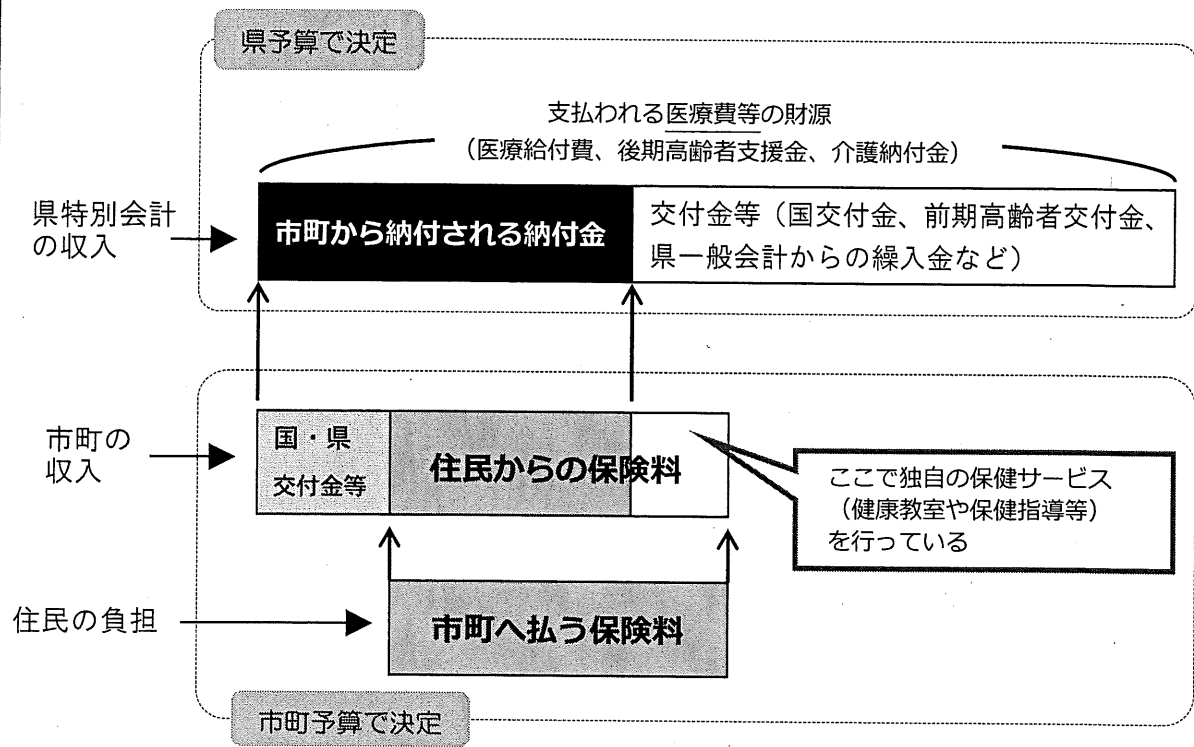 県予算で決定
支払われる医療費等の財源
（医療給付費、後期高齢者支援金、介護納付金）
県特別会計
の収入
市町から納付される納付金
交付金等（国交付金、前期高齢者交付金、
県一般会計からの繰入金など）
市町の
収入
国・県
交付金等
住民からの保険料
ここで独自の保健サービス
（健康教室や保健指導等）
を行っている
住民の負担
市町へ払う保険料
市町予算で決定